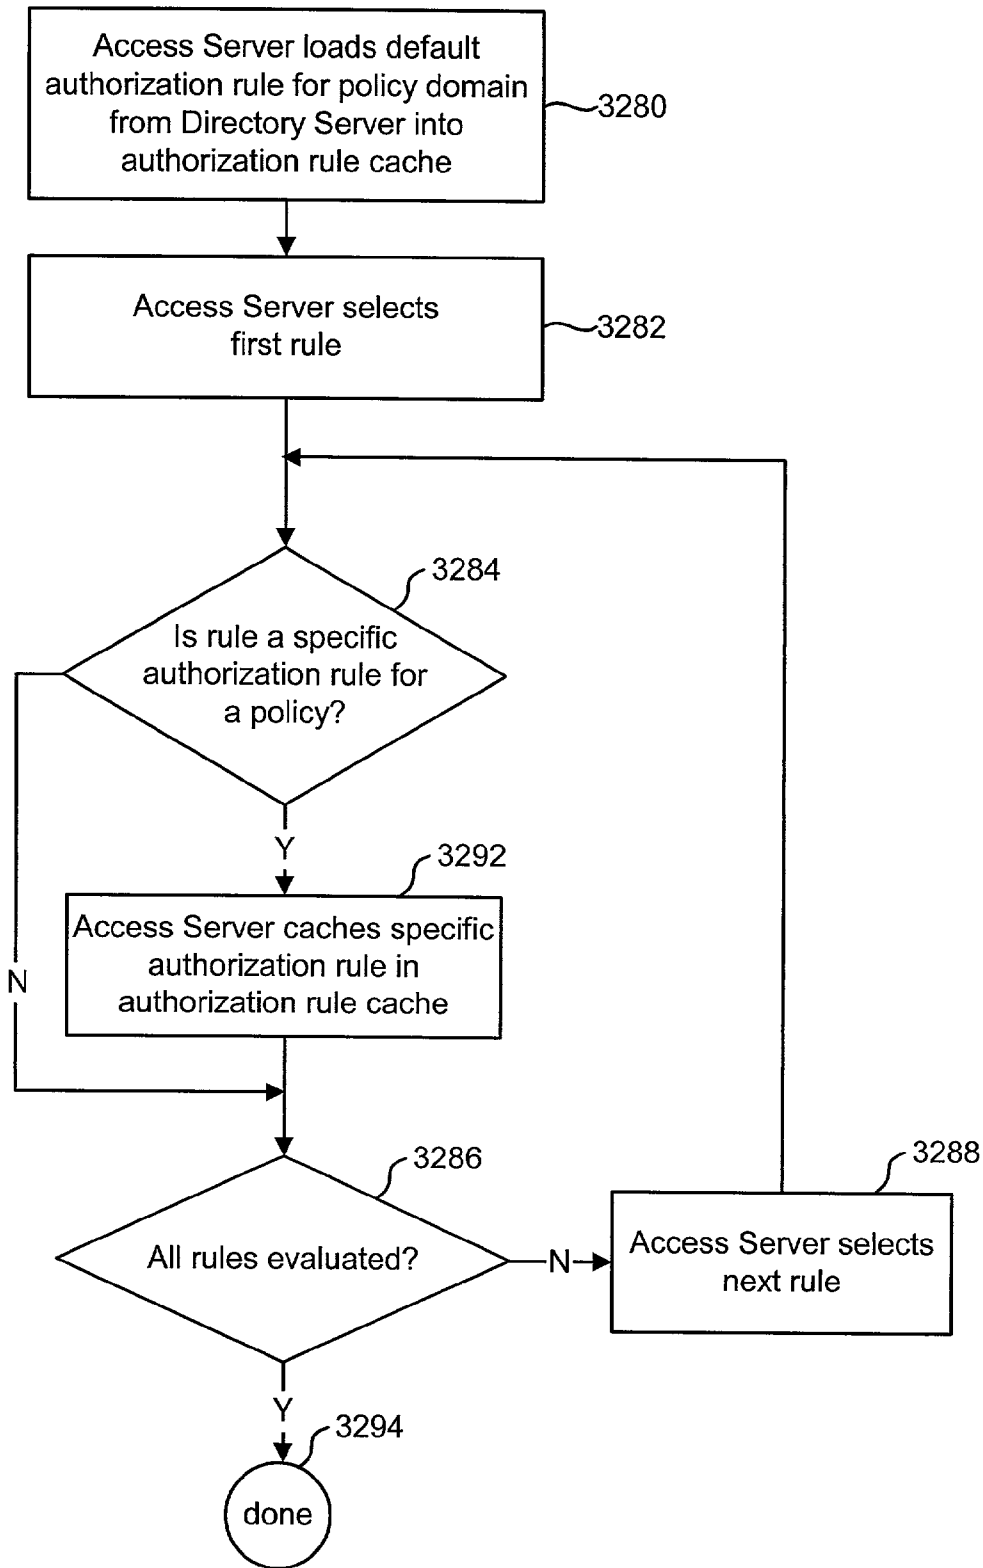 Access Server loads default
authorization rule for policy domain
from Directory Server into
authorization rule cache
3280
Access Server selects
first rule
3282
3284
Is rule a specific
authorization rule for
a policy?
Y
3292
Access Server caches specific
authorization rule in
authorization rule cache
N
3286
All rules evaluated?
N
3288
Access Server selects
next rule
Y
3294
done